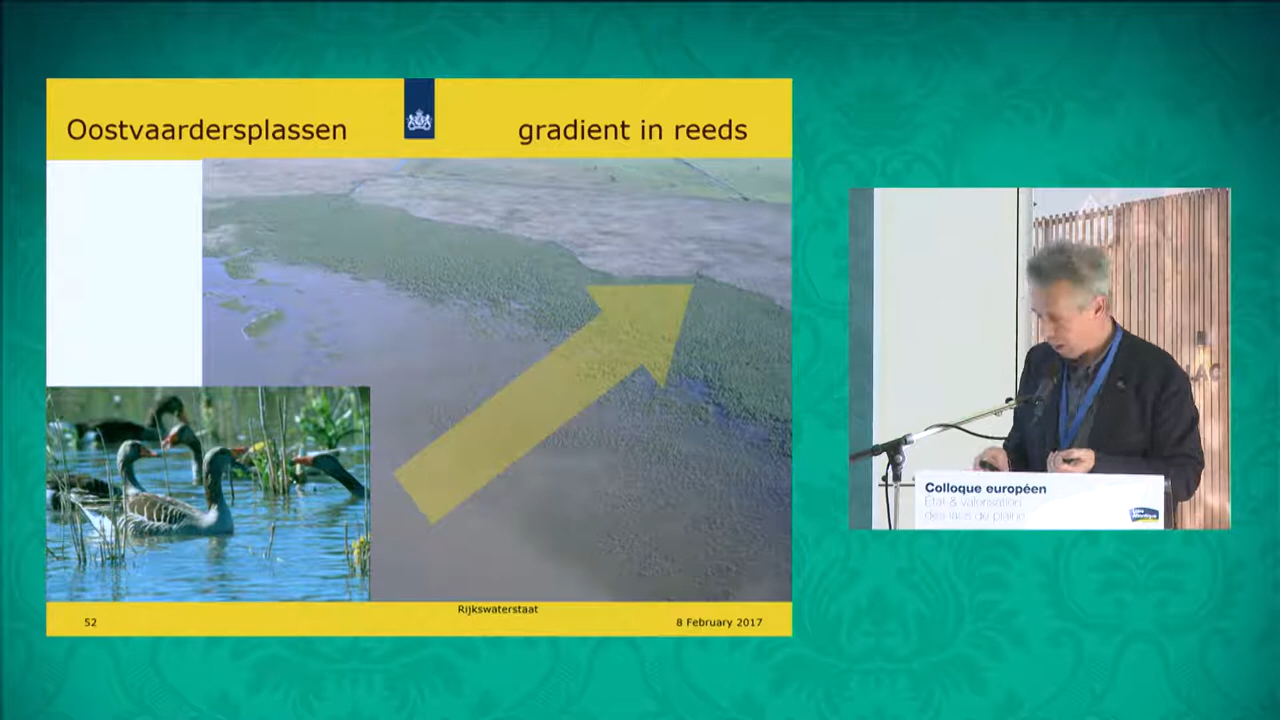 Oostvaardersplassen
gradient in reeds
Rijkswaterstaat
52
8 February 2017
Colloque européen
État & valorisation
des lacs de plaine